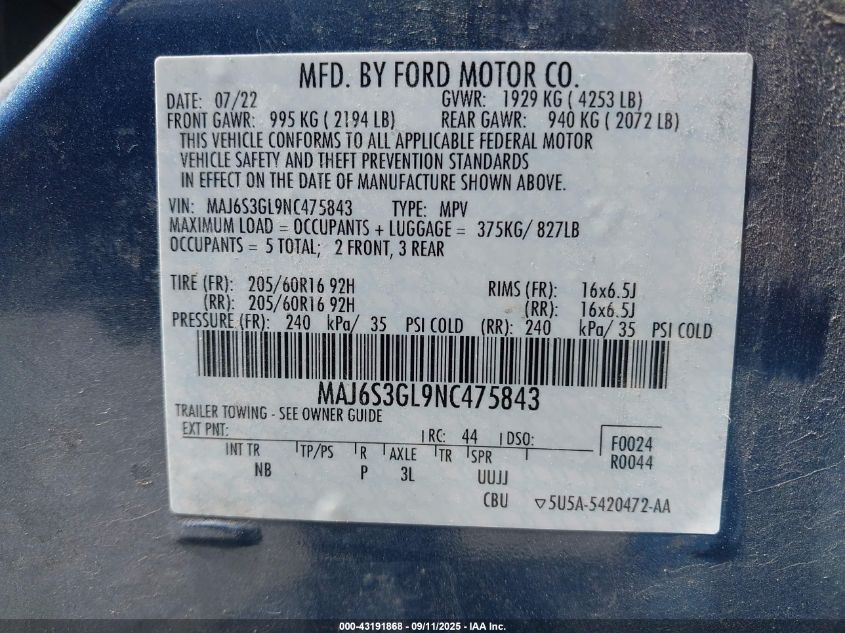 MFD. BY FORD MOTOR CO.
DATE: 07/22 GVWR: 1929 KG ( 4253 LB)
FRONT GAWR: 995 KG ( 2194 LB) REAR GAWR: 940 KG ( 2072 LB)
THIS VEHICLE CONFORMS TO ALL APPLICABLE FEDERAL MOTOR
VEHICLE SAFETY AND THEFT PREVENTION STANDARDS
IN EFFECT ON THE DATE OF MANUFACTURE SHOWN ABOVE.
VIN: MAJ6S3GL9NC475843 TYPE: MPV
MAXIMUM LOAD = OCCUPANTS + LUGGAGE = 375KG/ 827LB
OCCUPANTS = 5 TOTAL; 2 FRONT, 3 REAR
TIRE (FR): 205/60R16 92H RIMS (FR): 16x6.5J
(RR): 205/60R16 92H (RR): 16x6.5J
PRESSURE (FR): 240 kPa/ 35 PSI COLD (RR): 240 kPa/ 35 PSI COLD
MAJ6S3GL9NC475843
TRAILER TOWING - SEE OWNER GUIDE
EXT PNT: RC: 44 DSO: F0024
R0044
INT TR TP/PS R AXLE TR SPR
NB P 3L UUJJ
CBU ▽5U5A-5420472-AA
000-43191868 - 09/11/2025 - IAA Inc.